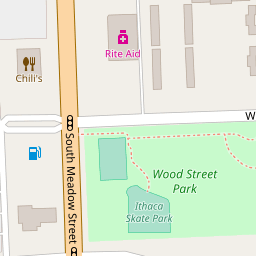 Rite Aid
Chili's
W
South Meadow Street
Wood Street
Park
Ithaca
Skate Park